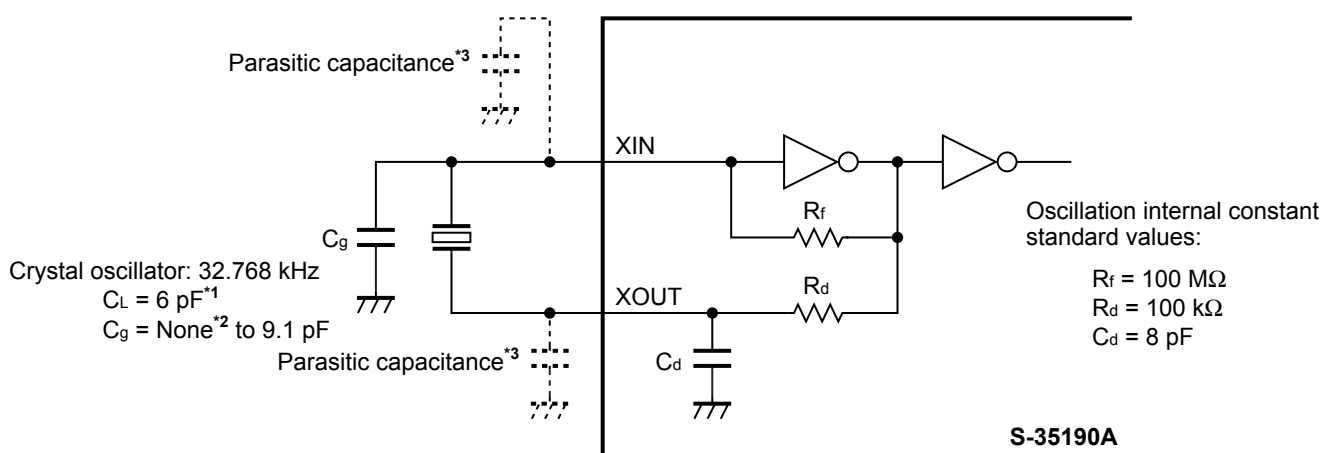 Parasitic capacitance*3
XIN
Rf
Cg
Oscillation internal constant
standard values:
Crystal oscillator: 32.768 kHz
CL = 6 pF*1
Cg = None*2 to 9.1 pF
Rf = 100 MΩ
Rd = 100 kΩ
Cd = 8 pF
XOUT
Rd
Parasitic capacitance*3
Cd
S-35190A